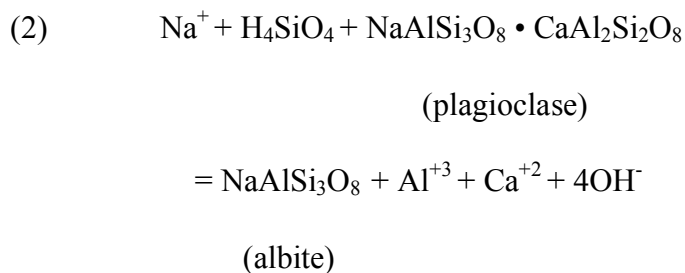 (2) Na⁺ + H₄SiO₄ + NaAlSi₃O₈ • CaAl₂Si₂O₈
(plagioclase)
= NaAlSi₃O₈ + Al⁺³ + Ca⁺² + 4OH⁻
(albite)